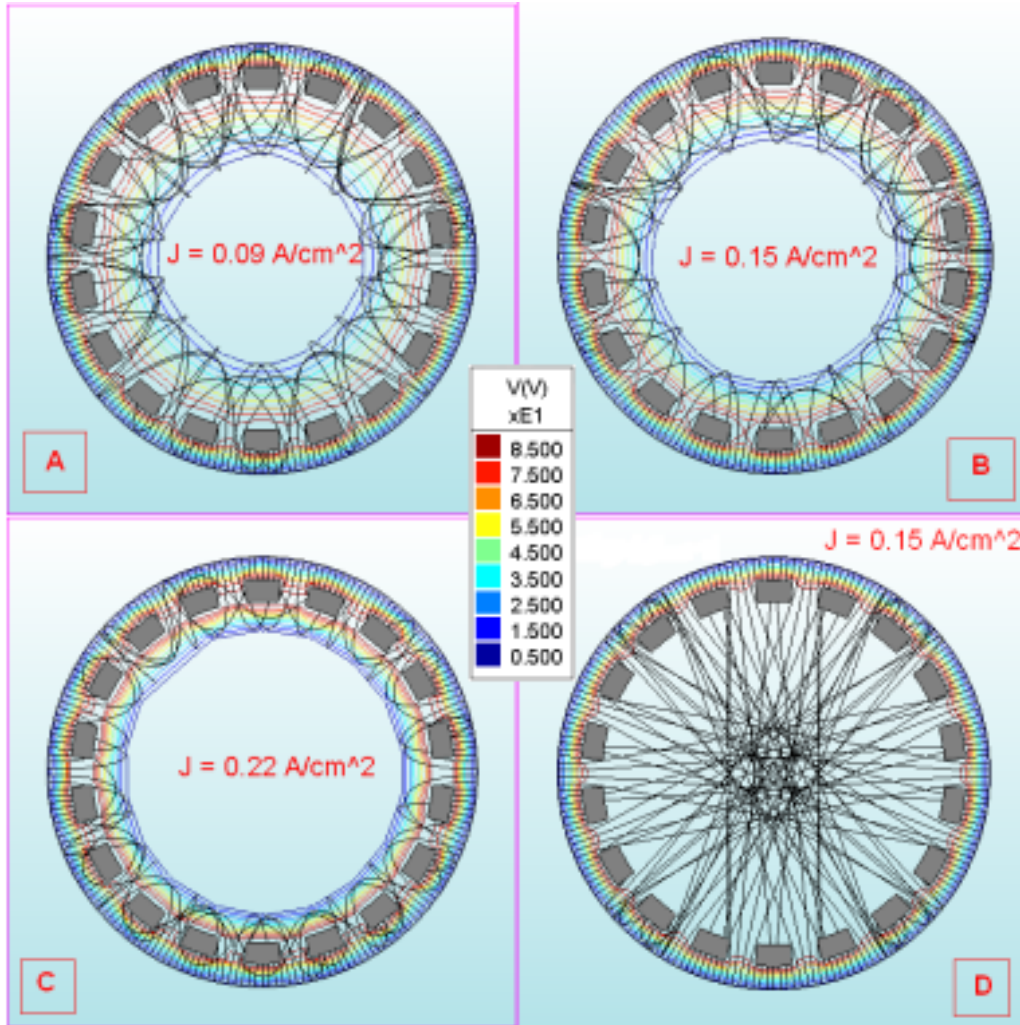 J = 0.09 A/cm^2
A
J = 0.15 A/cm^2
B
V(V)
xE1
8.500
7.500
6.500
5.500
4.500
3.500
2.500
1.500
0.500
J = 0.22 A/cm^2
C
J = 0.15 A/cm^2
D